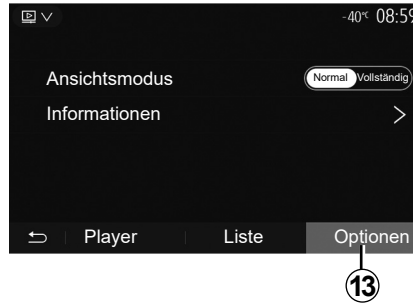 -40°C 08:59
Ansichtsmodus Normal Vollständig
Informationen
Player Liste Optionen
13